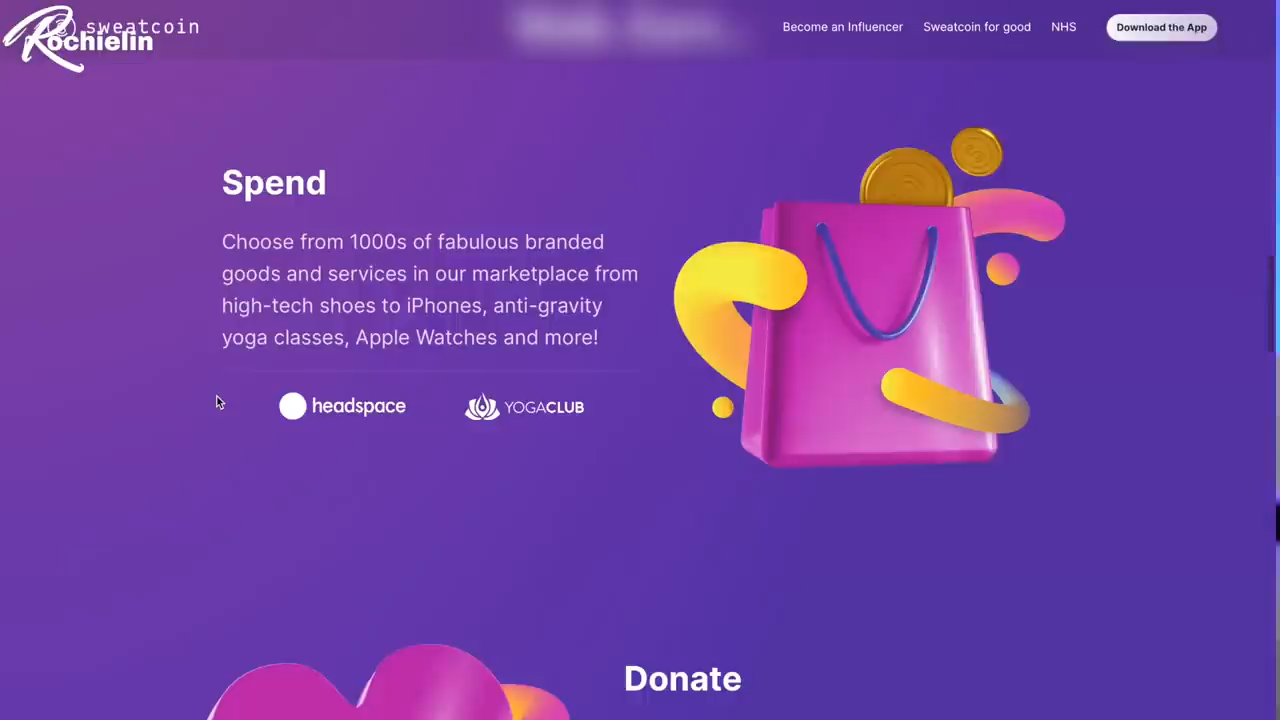 sweatcoin
Rochielin
Become an Influencer
Sweatcoin for good
NHS
Download the App
Spend
Choose from 1000s of fabulous branded
goods and services in our marketplace from
high-tech shoes to iPhones, anti-gravity
yoga classes, Apple Watches and more!
headspace
YOGACLUB
Donate